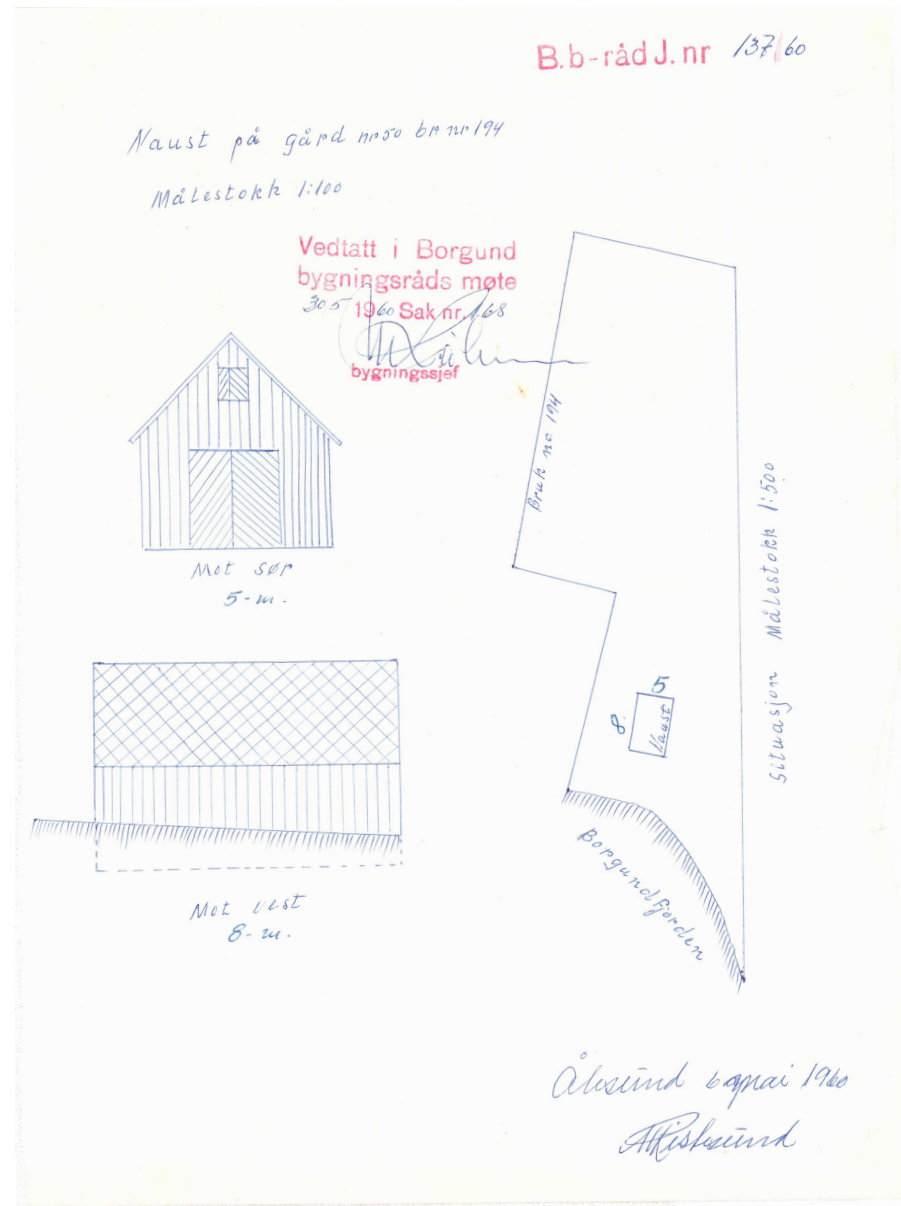 B.b-råd J.nr 137/60
Naust på gård nr 50 br nr 194
Målestokk 1:100
Vedtatt i Borgund
bygningsråds møte
30 5 1960 Sak nr. 168
bygningssjef
Mot sør
5-m.
Mot vest
8-m.
Bruk no 194
5
8.
Naust
Situasjon Målestokk 1:500
Borgundfjorden
Ålesund 6 mai 1960